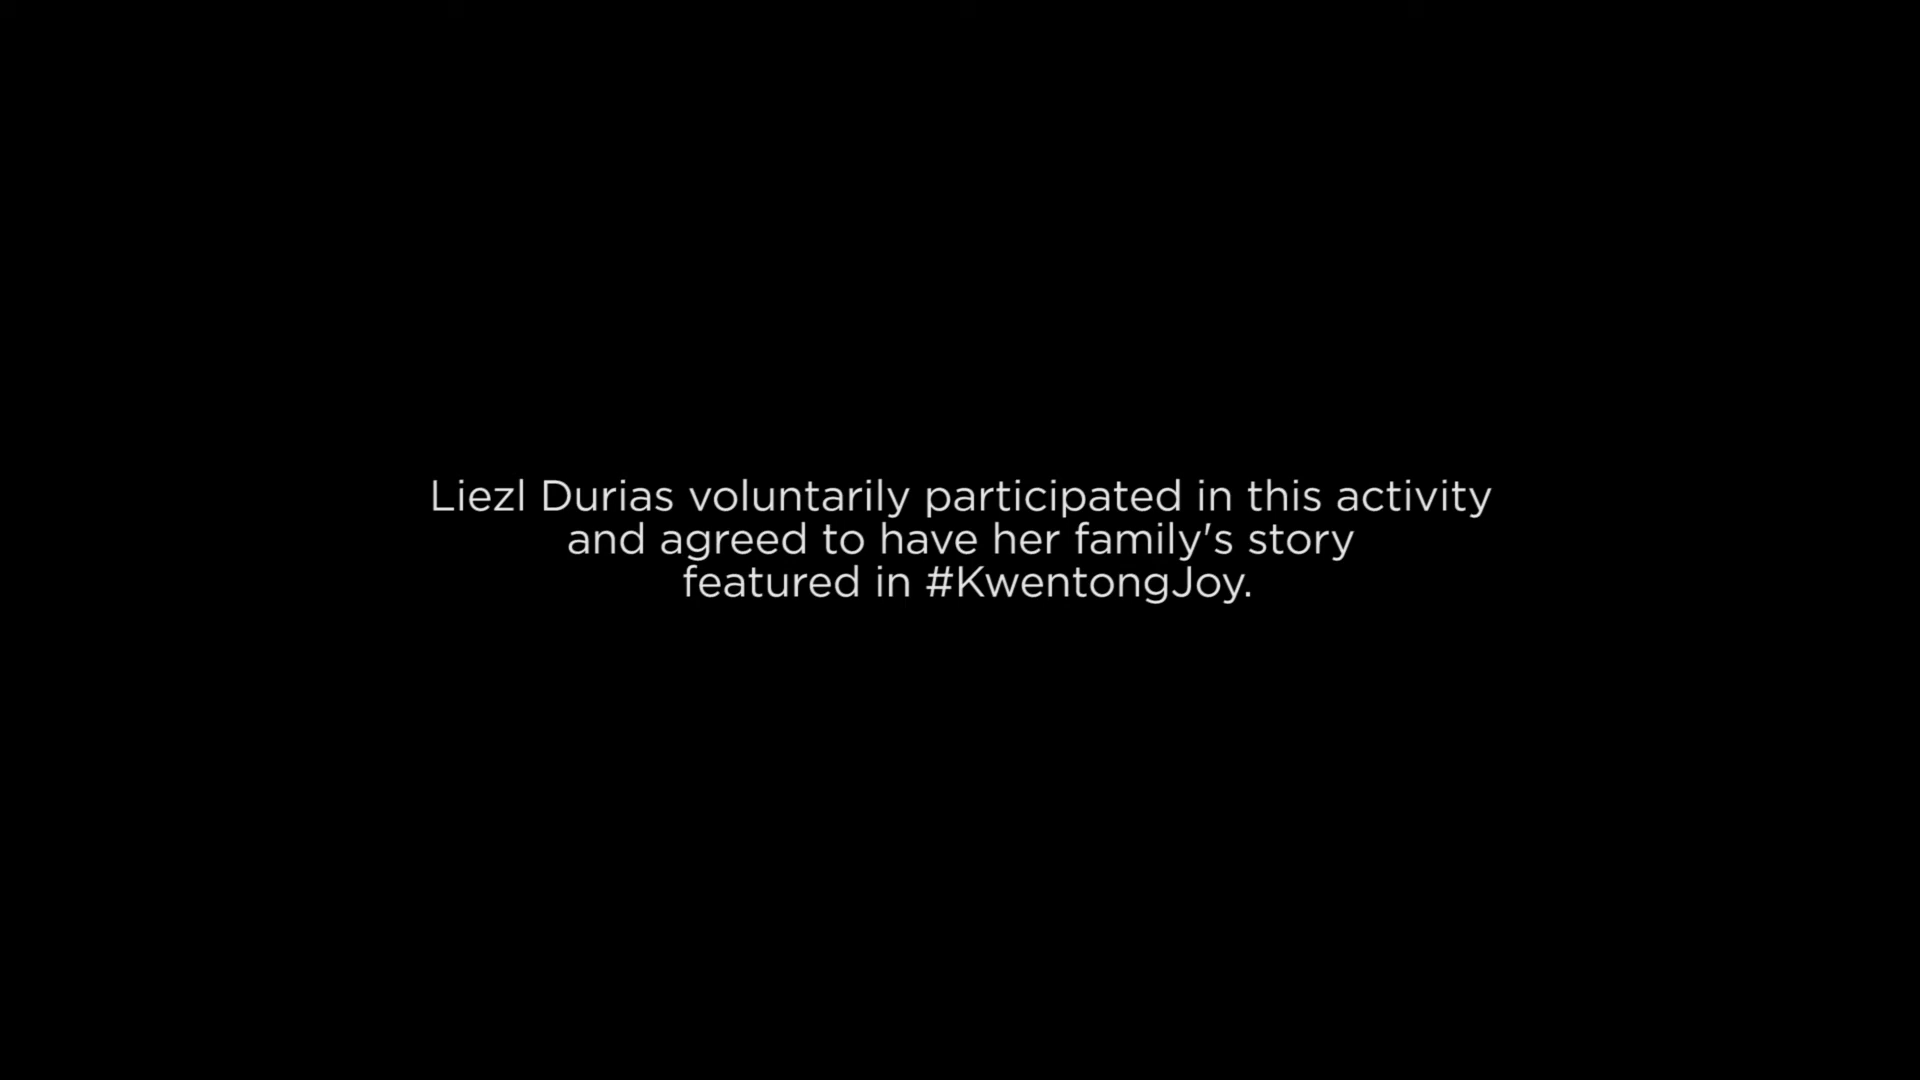 Liezl Durias voluntarily participated in this activity
and agreed to have her family's story
featured in #KwentongJoy.